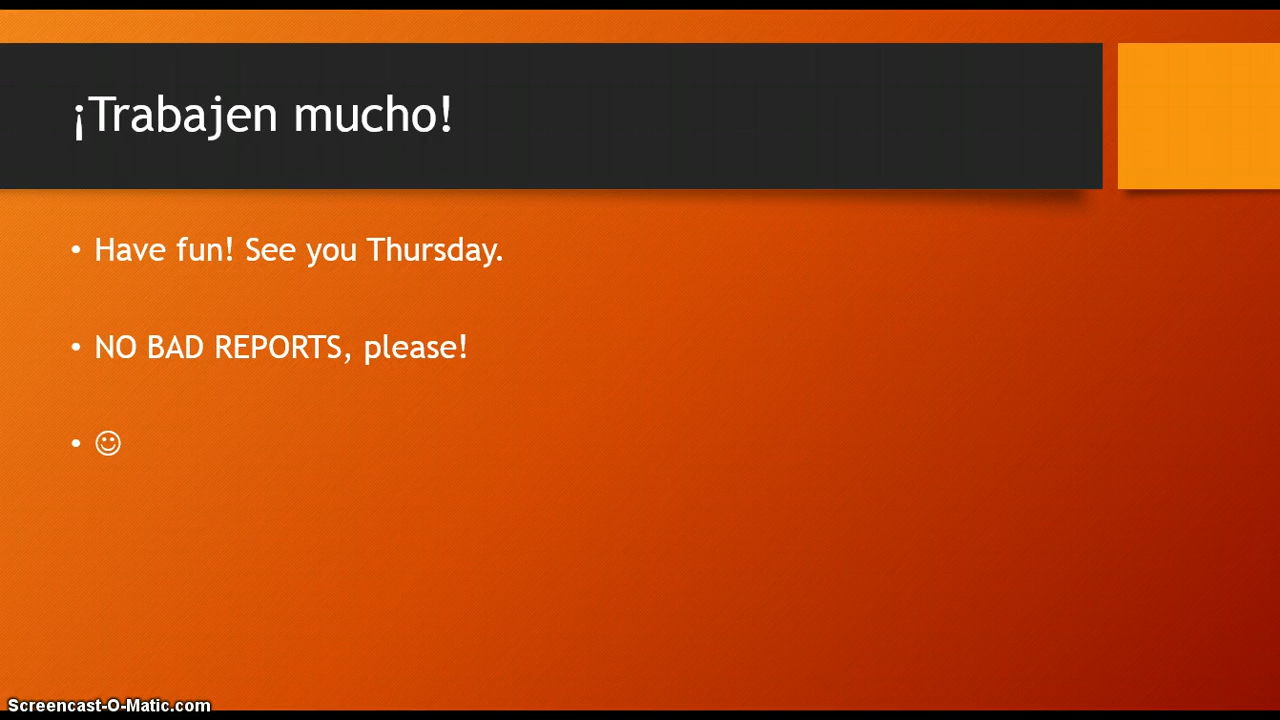 ¡Trabajen mucho!
• Have fun! See you Thursday.
• NO BAD REPORTS, please!
• ☺
Screencast-O-Matic.com